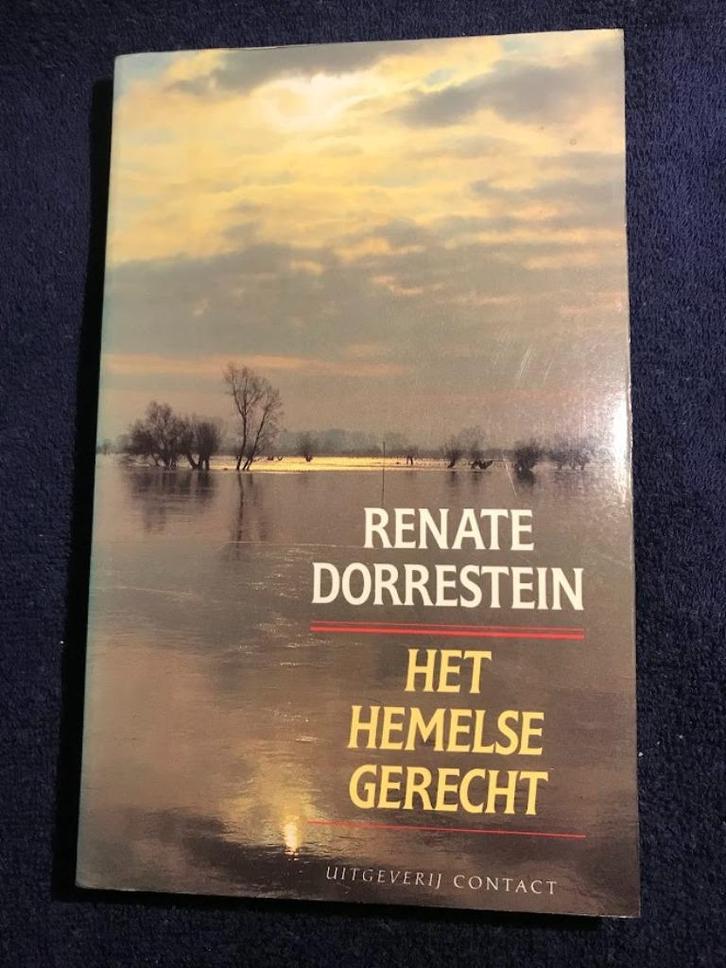 RENATE
DORRESTEIN
HET
HEMELSE
GERECHT
UITGEVERIJ CONTACT